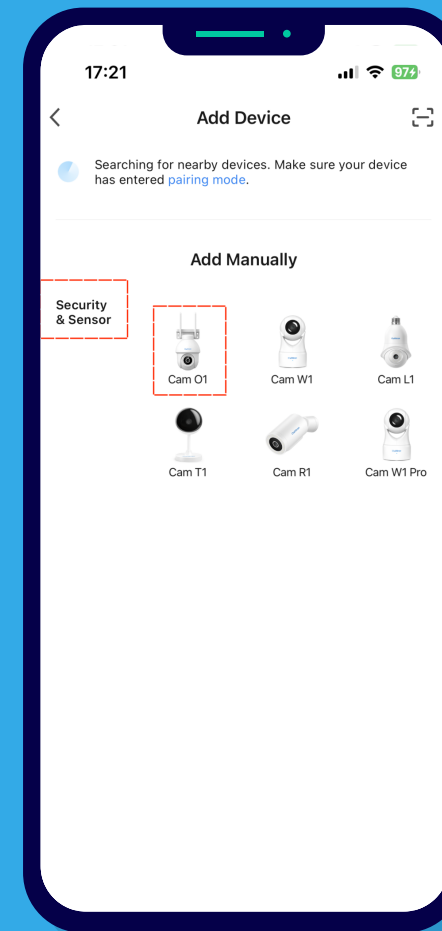 17:21
97
Add Device
Searching for nearby devices. Make sure your device
has entered pairing mode.
Add Manually
Security
& Sensor
Cam O1
Cam W1
Cam L1
Cam T1
Cam R1
Cam W1 Pro